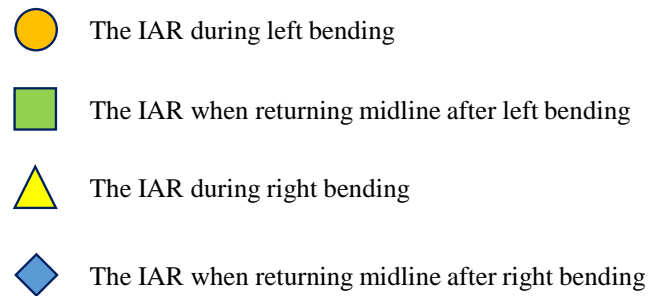 The IAR during left bending
The IAR when returning midline after left bending
The IAR during right bending
The IAR when returning midline after right bending